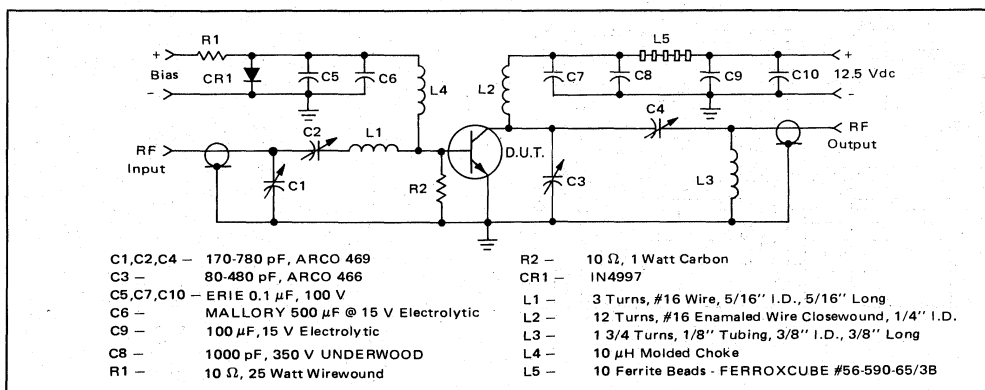 R1
L5
+
+
Bias
CR1
C5
C6
L4
L2
C7
C8
C9
C10
12.5 Vdc
-
-
C4
C2
L1
RF
Input
D.U.T.
RF
Output
C1
R2
C3
L3
C1,C2,C4 – 170-780 pF, ARCO 469
C3 – 80-480 pF, ARCO 466
C5,C7,C10 – ERIE 0.1 μF, 100 V
C6 – MALLORY 500 μF @ 15 V Electrolytic
C9 – 100 μF, 15 V Electrolytic
C8 – 1000 pF, 350 V UNDERWOOD
R1 – 10 Ω, 25 Watt Wirewound
R2 – 10 Ω, 1 Watt Carbon
CR1 – IN4997
L1 – 3 Turns, #16 Wire, 5/16'' I.D., 5/16'' Long
L2 – 12 Turns, #16 Enamaled Wire Closewound, 1/4'' I.D.
L3 – 1 3/4 Turns, 1/8'' Tubing, 3/8'' I.D., 3/8'' Long
L4 – 10 μH Molded Choke
L5 – 10 Ferrite Beads - FERROXCUBE #56-590-65/3B